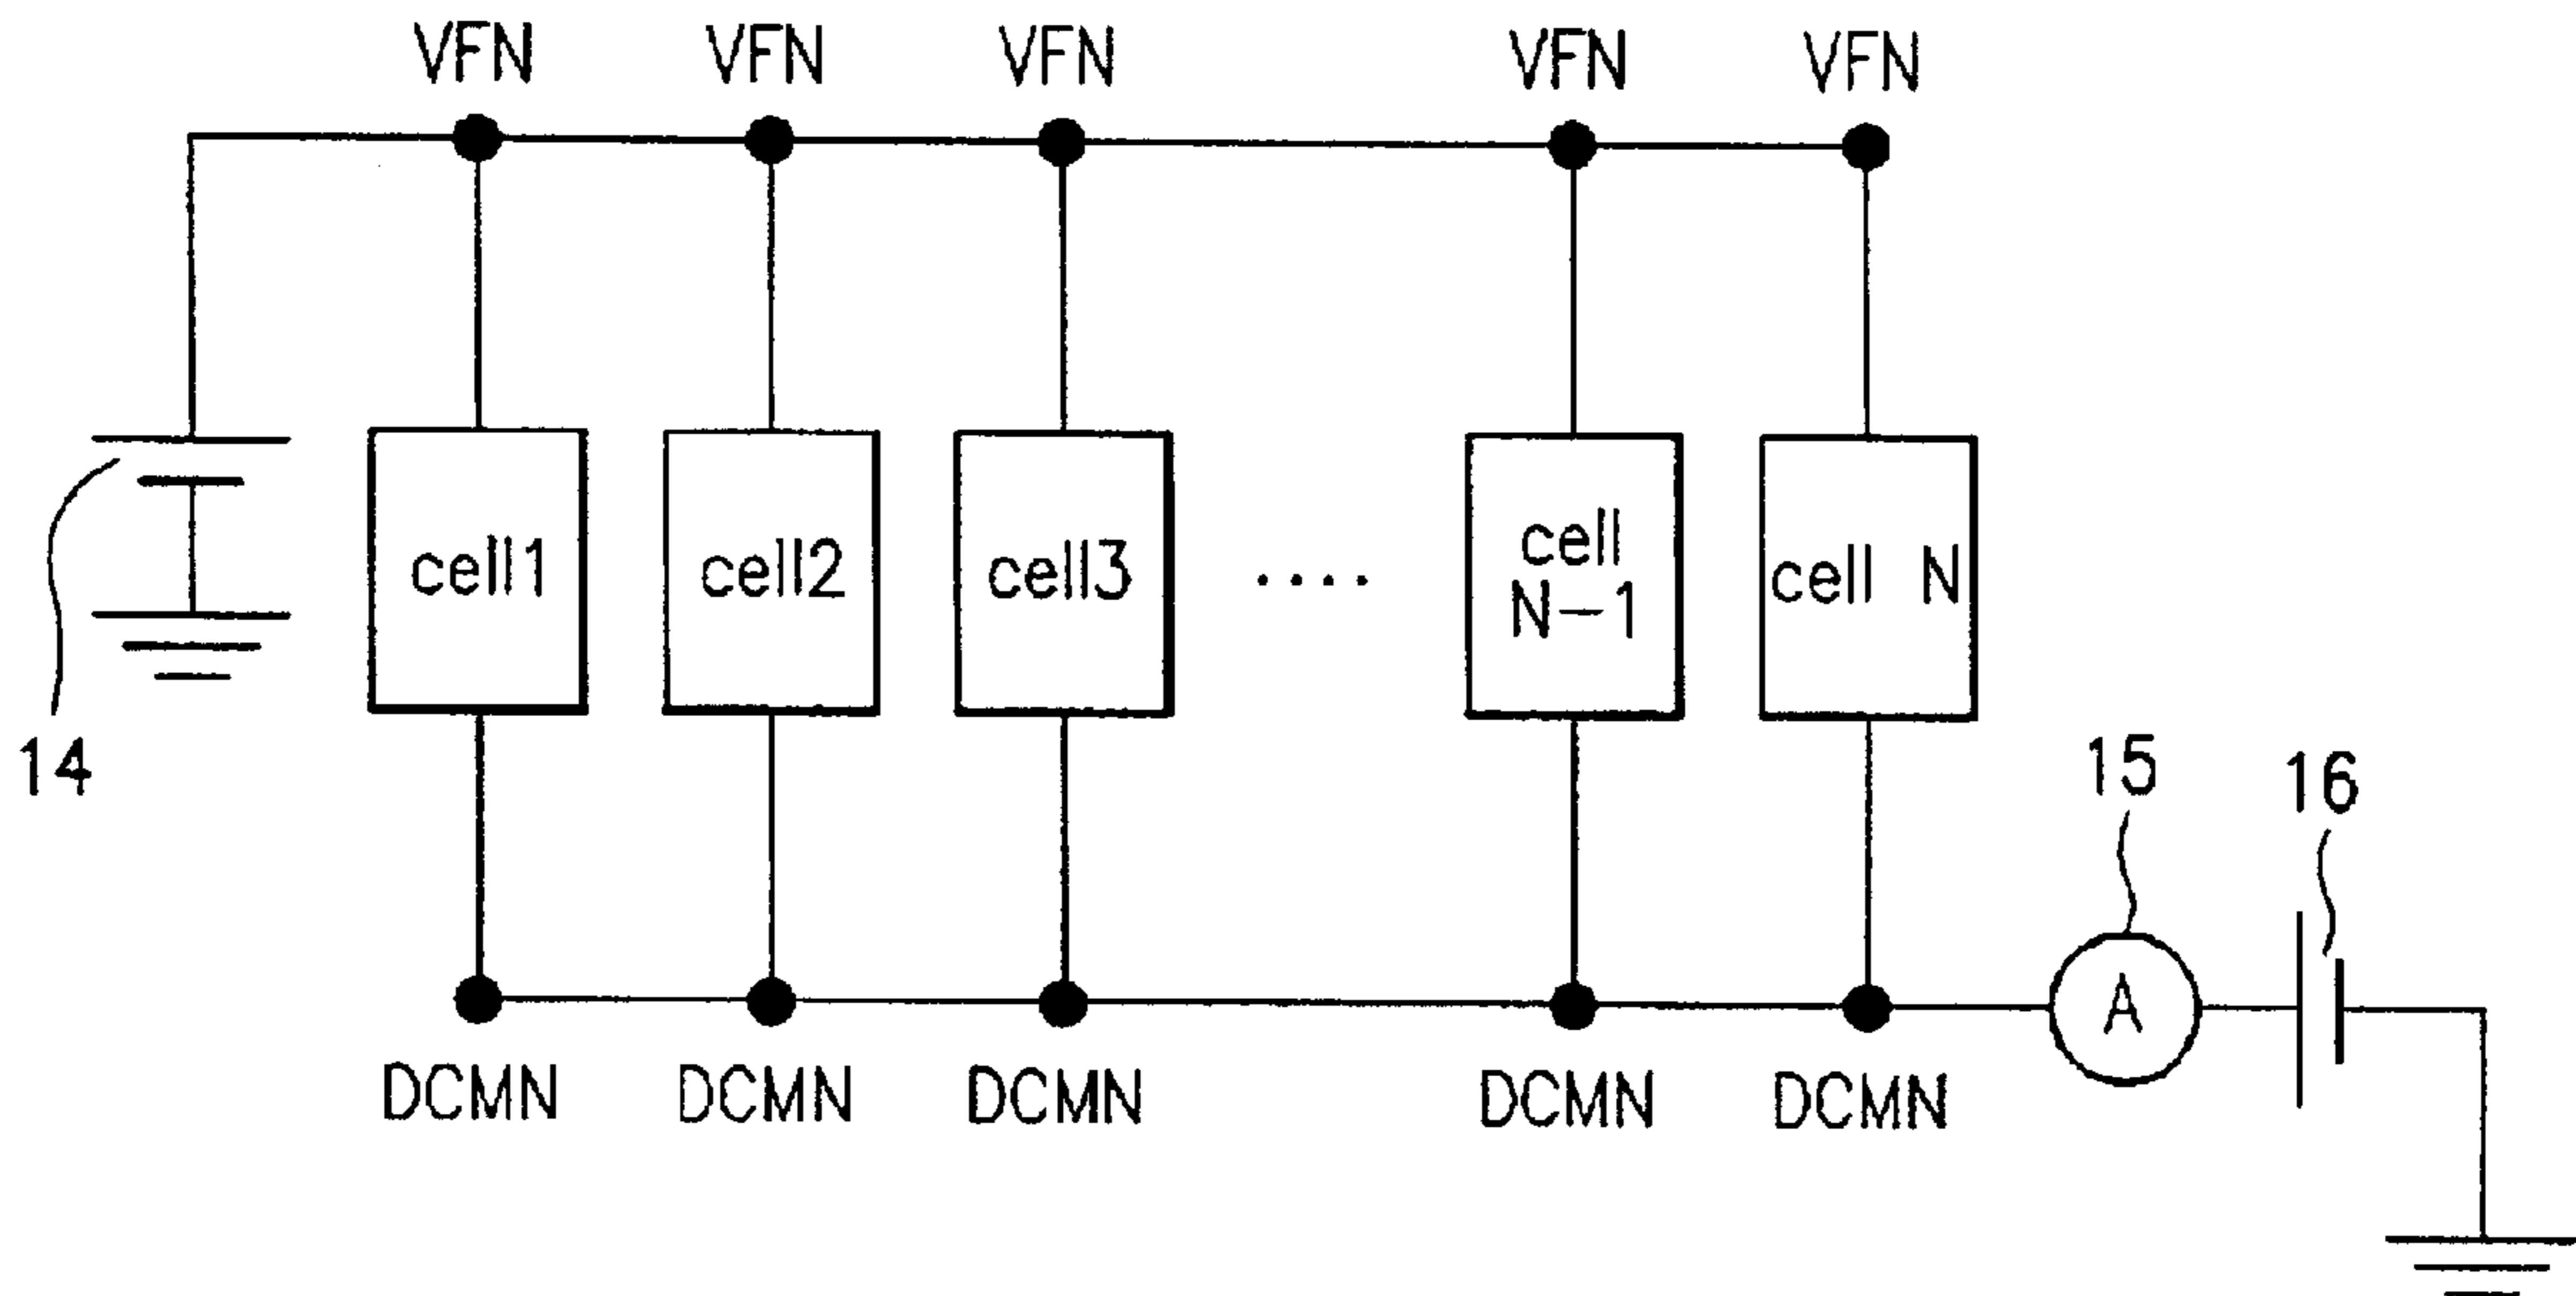 VFN VFN VFN VFN VFN
cell1 cell2 cell3 .... cell N-1 cell N
14
15
16
A
DCMN DCMN DCMN DCMN DCMN